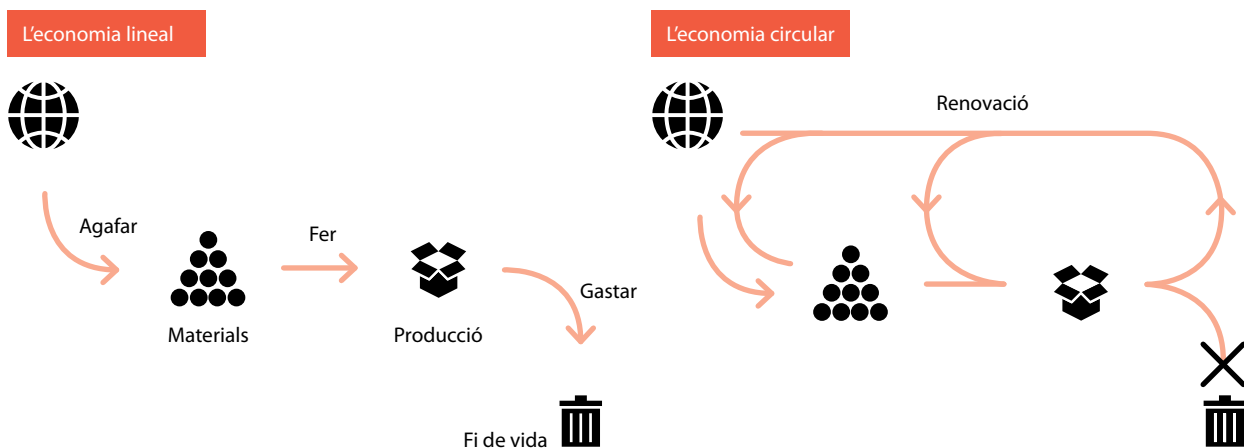 L'economia lineal
Agafar
Fer
Materials
Producció
Gastar
Fi de vida
L'economia circular
Renovació